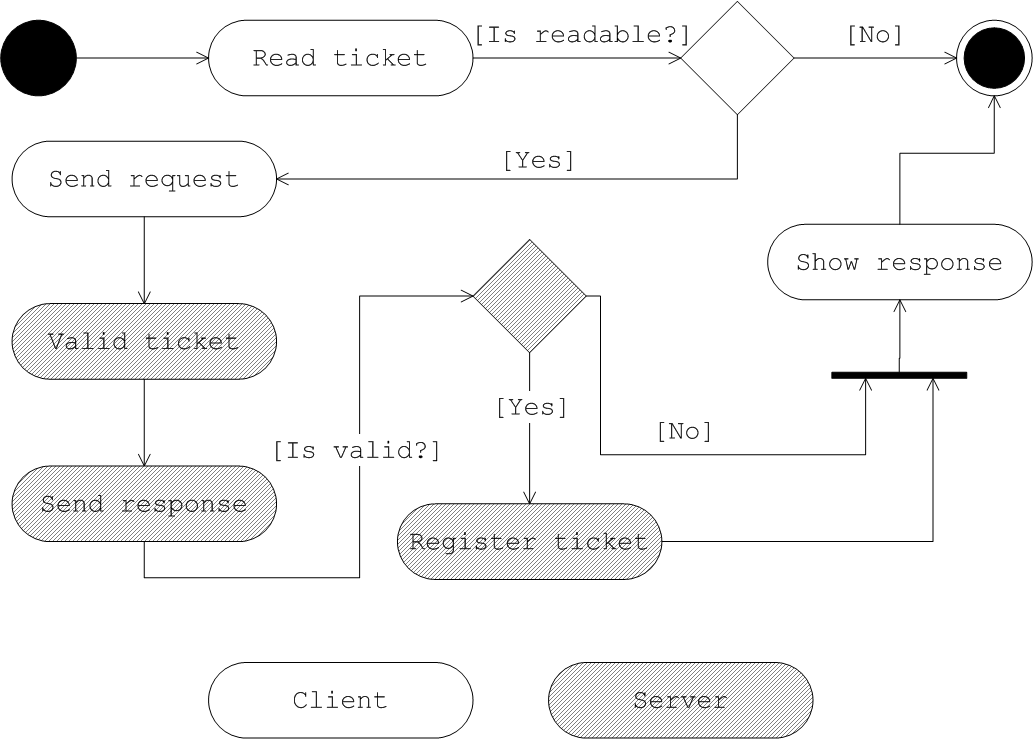 [Is readable?]
[No]
Read ticket
[Yes]
Send request
Show response
Valid ticket
[Yes]
[No]
[Is valid?]
Send response
Register ticket
Client
Server